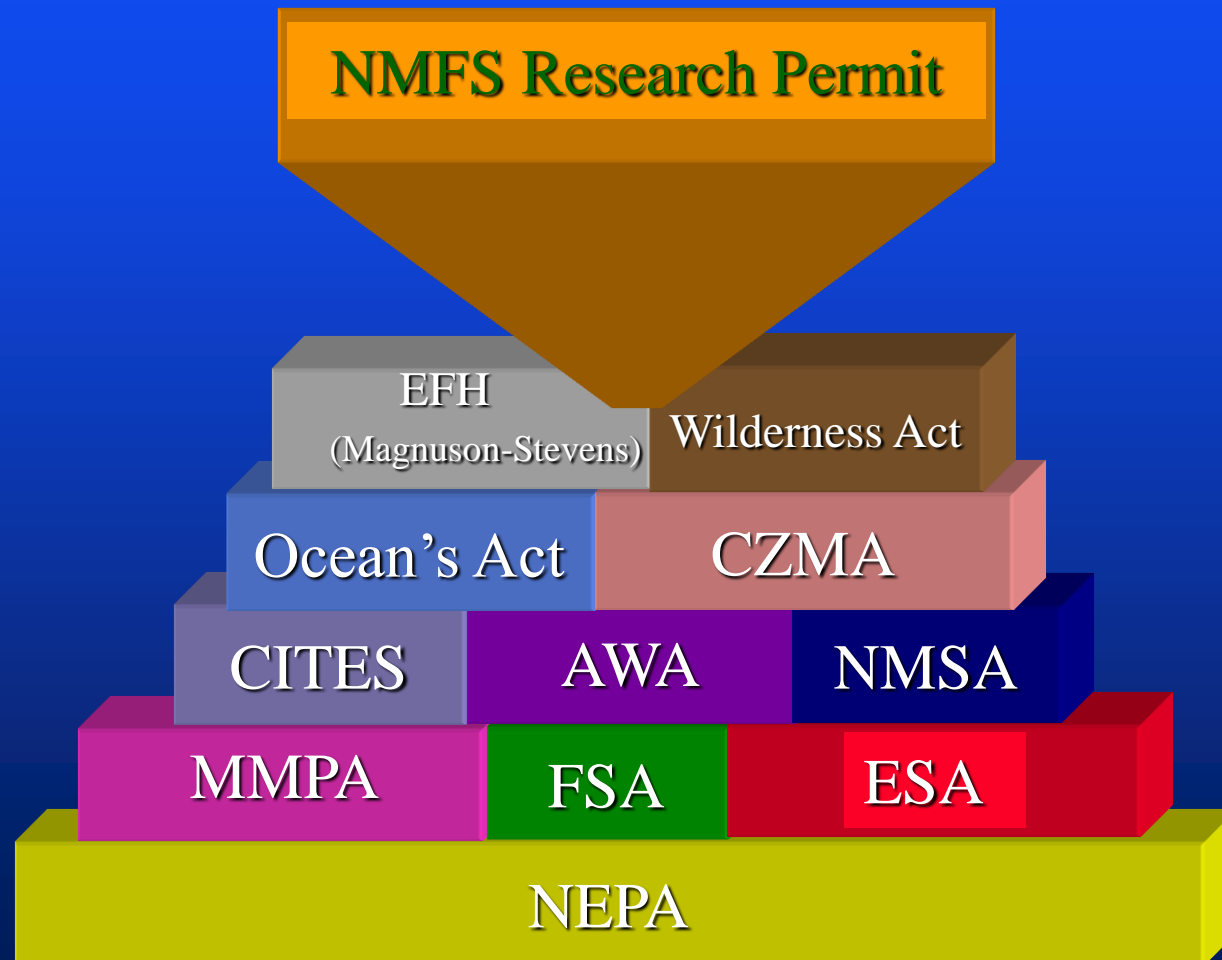 NMFS Research Permit
EFH
(Magnuson-Stevens)
Wilderness Act
Ocean’s Act
CZMA
CITES
AWA
NMSA
MMPA
FSA
ESA
NEPA